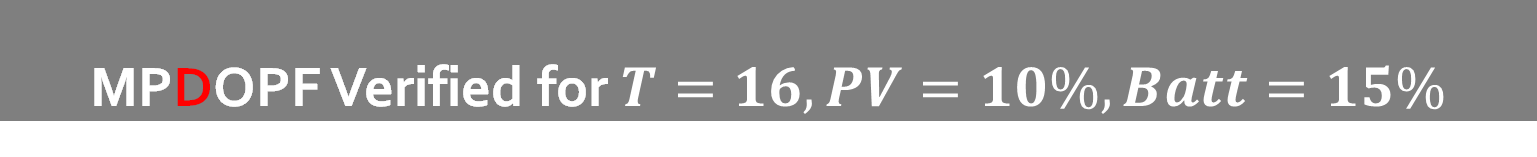 MPDOPF Verified for T = 16, PV = 10%, Batt = 15%